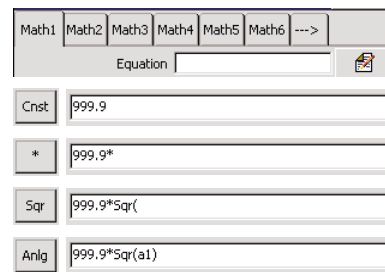 Math1 Math2 Math3 Math4 Math5 Math6 --->
Equation
Cnst 999.9
* 999.9*
Sqr 999.9*Sqr(
Anlg 999.9*Sqr(a1)